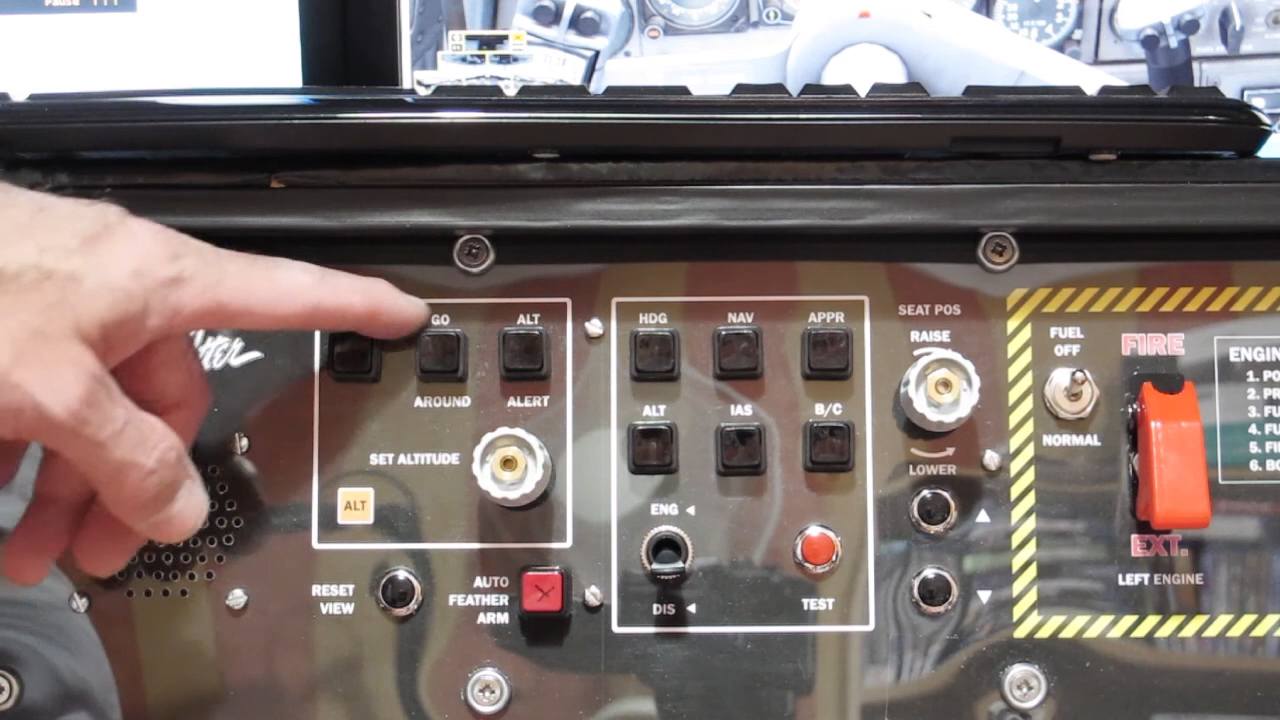 Pause
GO
ALT
AROUND
ALERT
SET ALTITUDE
ALT
RESET
VIEW
AUTO
FEATHER
ARM
HDG
NAV
APPR
ALT
IAS
B/C
ENG
DIS
TEST
SEAT POS
RAISE
LOWER
FUEL
OFF
NORMAL
FIRE
EXT.
LEFT ENGINE
ENGIN
1. PO
2. PR
3. FU
4. FU
5. FI
6. BO